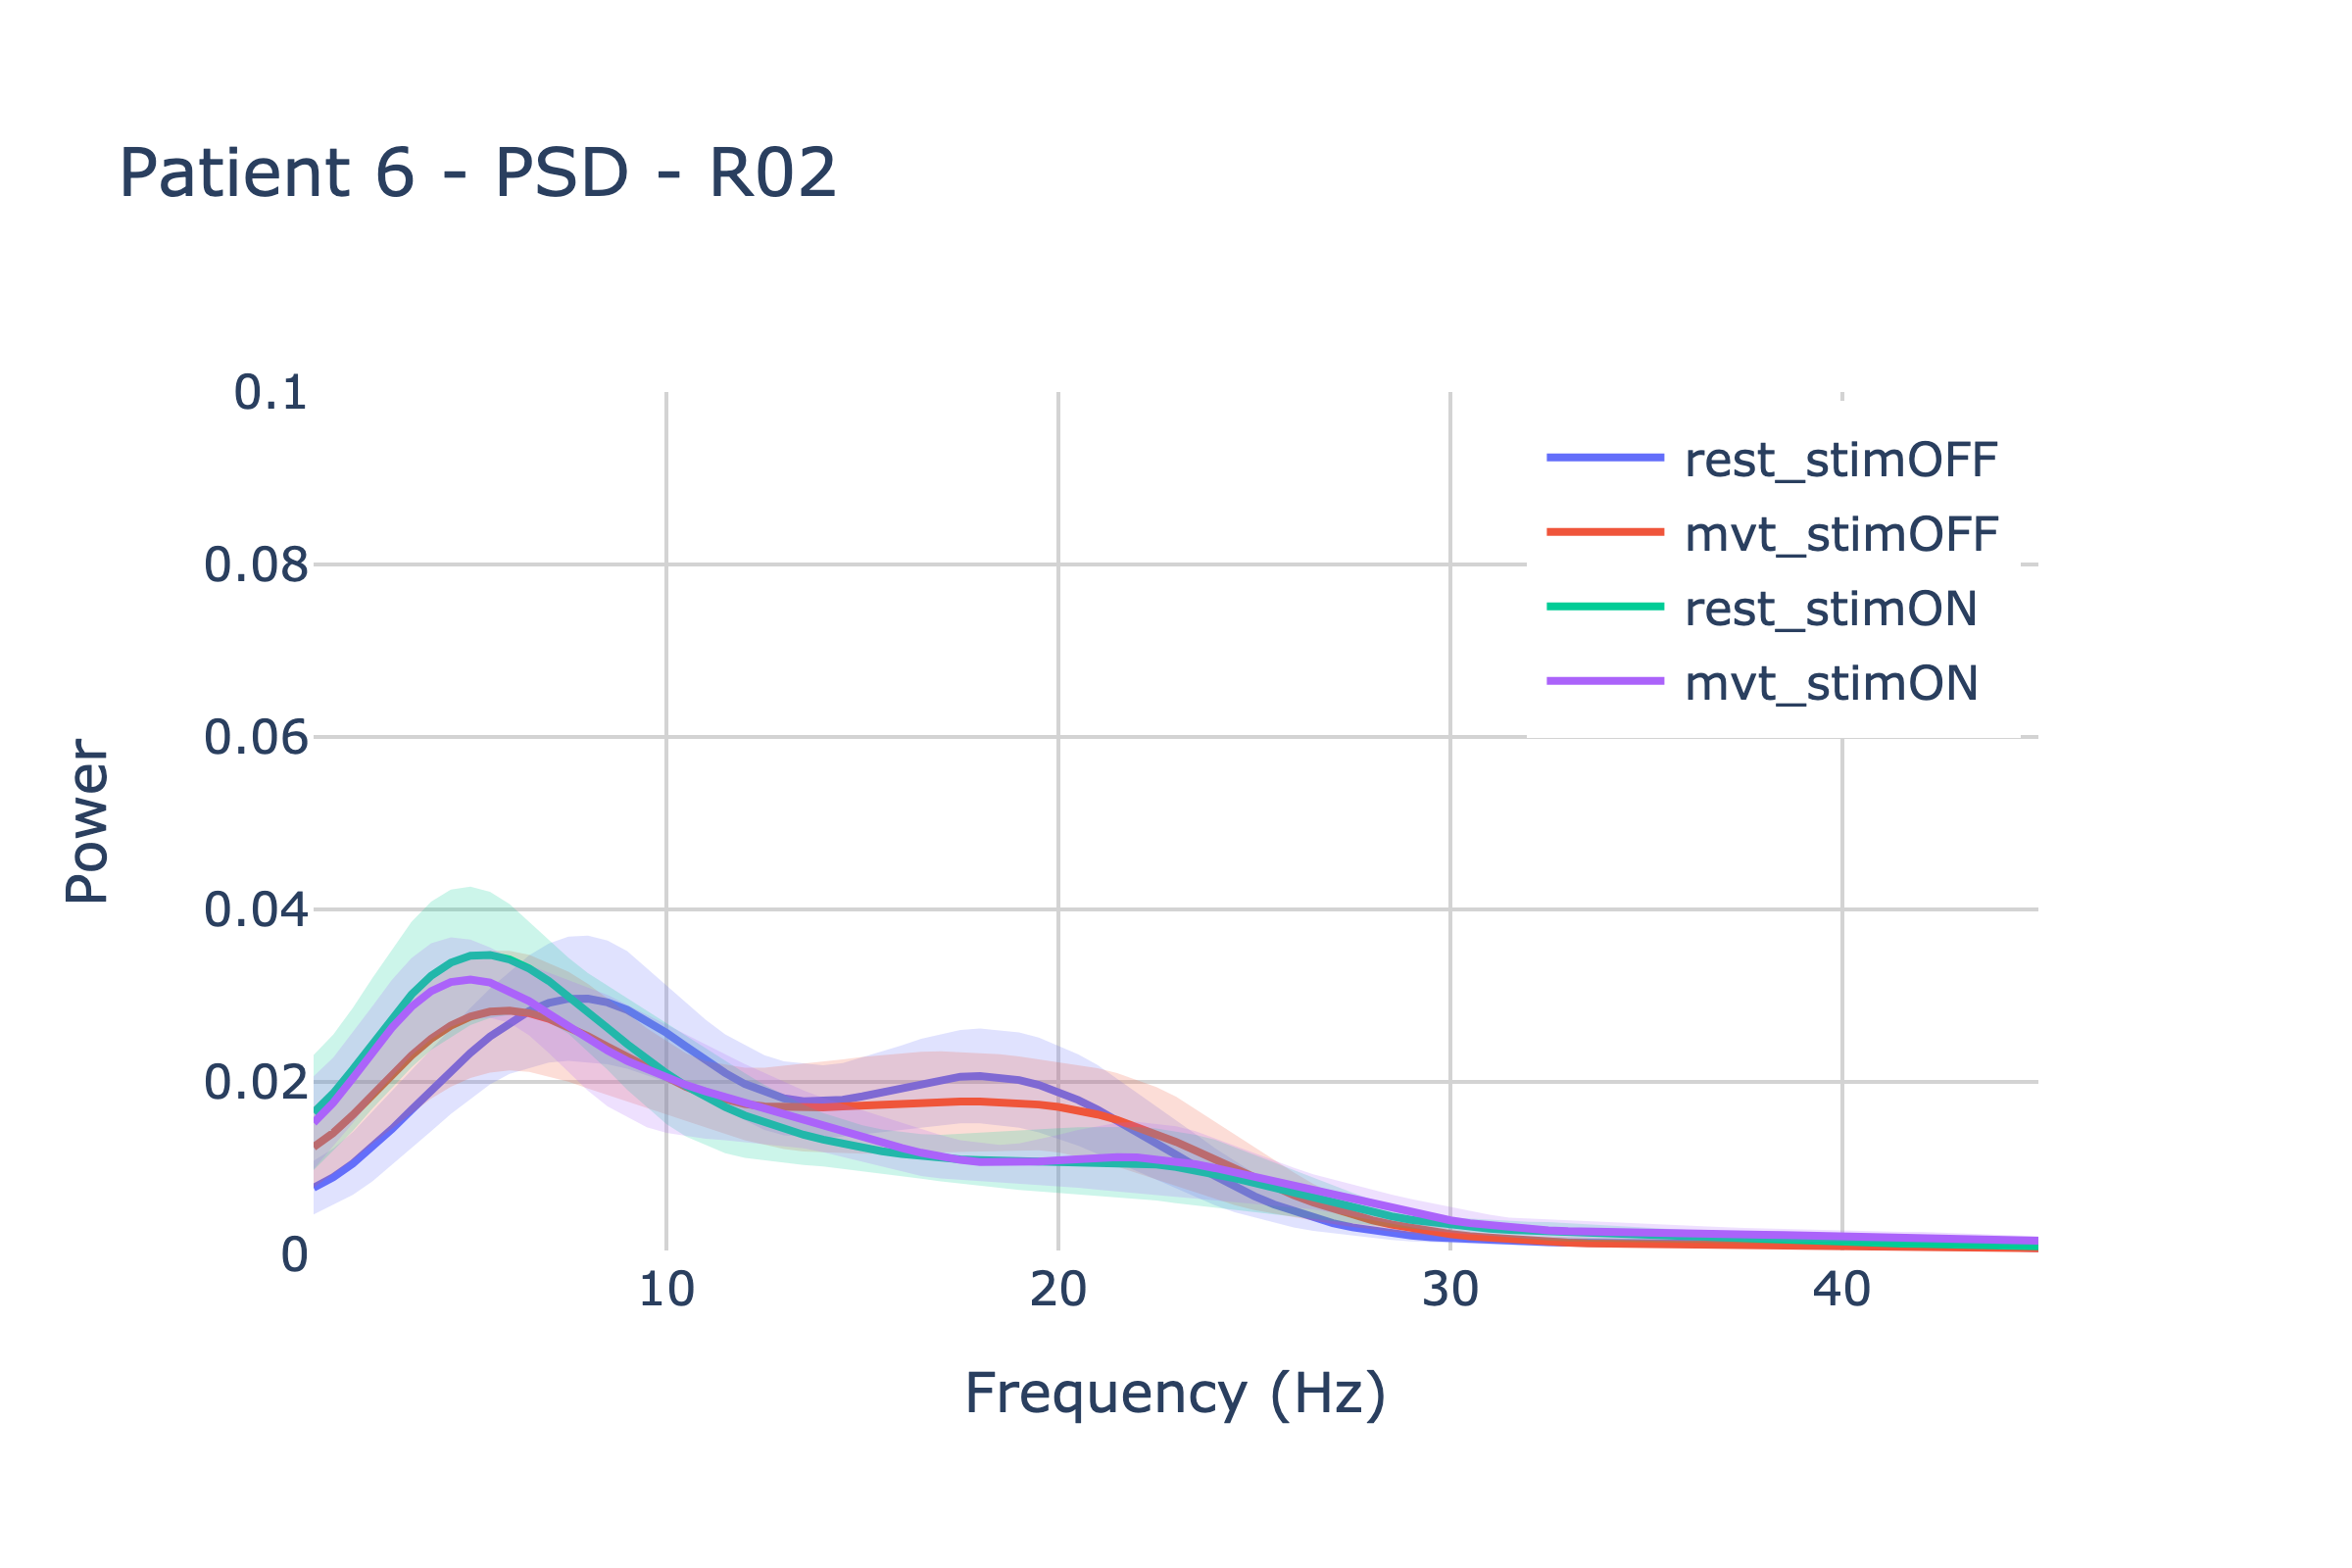 Patient 6 - PSD - R02
0.1
0.08
0.06
0.04
0.02
0
Power
10 20 30 40
Frequency (Hz)
rest_stimOFF
mvt_stimOFF
rest_stimON
mvt_stimON